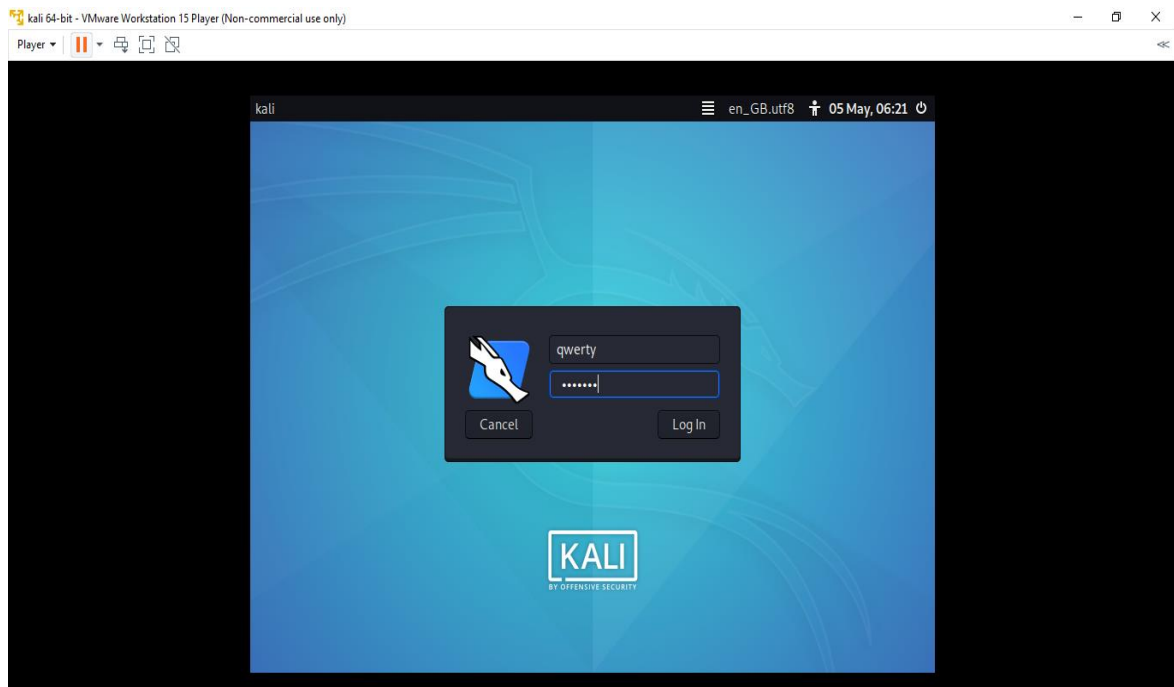 kali 64-bit - VMware Workstation 15 Player (Non-commercial use only)
Player
kali en_GB.utf8 05 May, 06:21
qwerty
•••••••
Cancel Log In
KALI
BY OFFENSIVE SECURITY